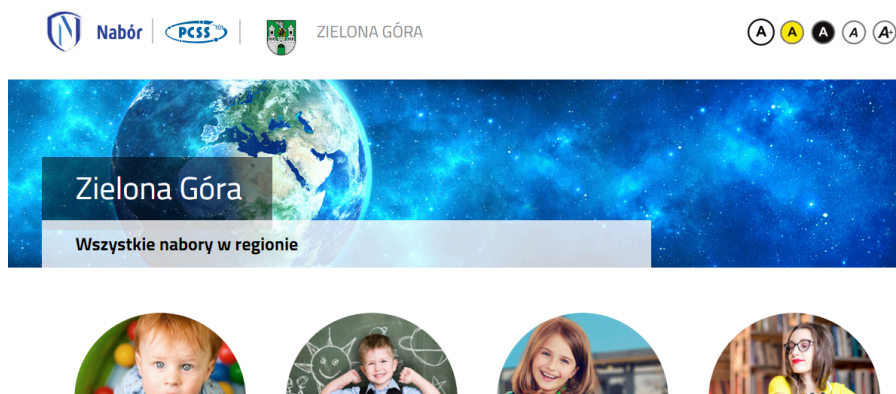 Nabór PCSS ZIELONA GÓRA A A A A A+
Zielona Góra
Wszystkie nabory w regionie